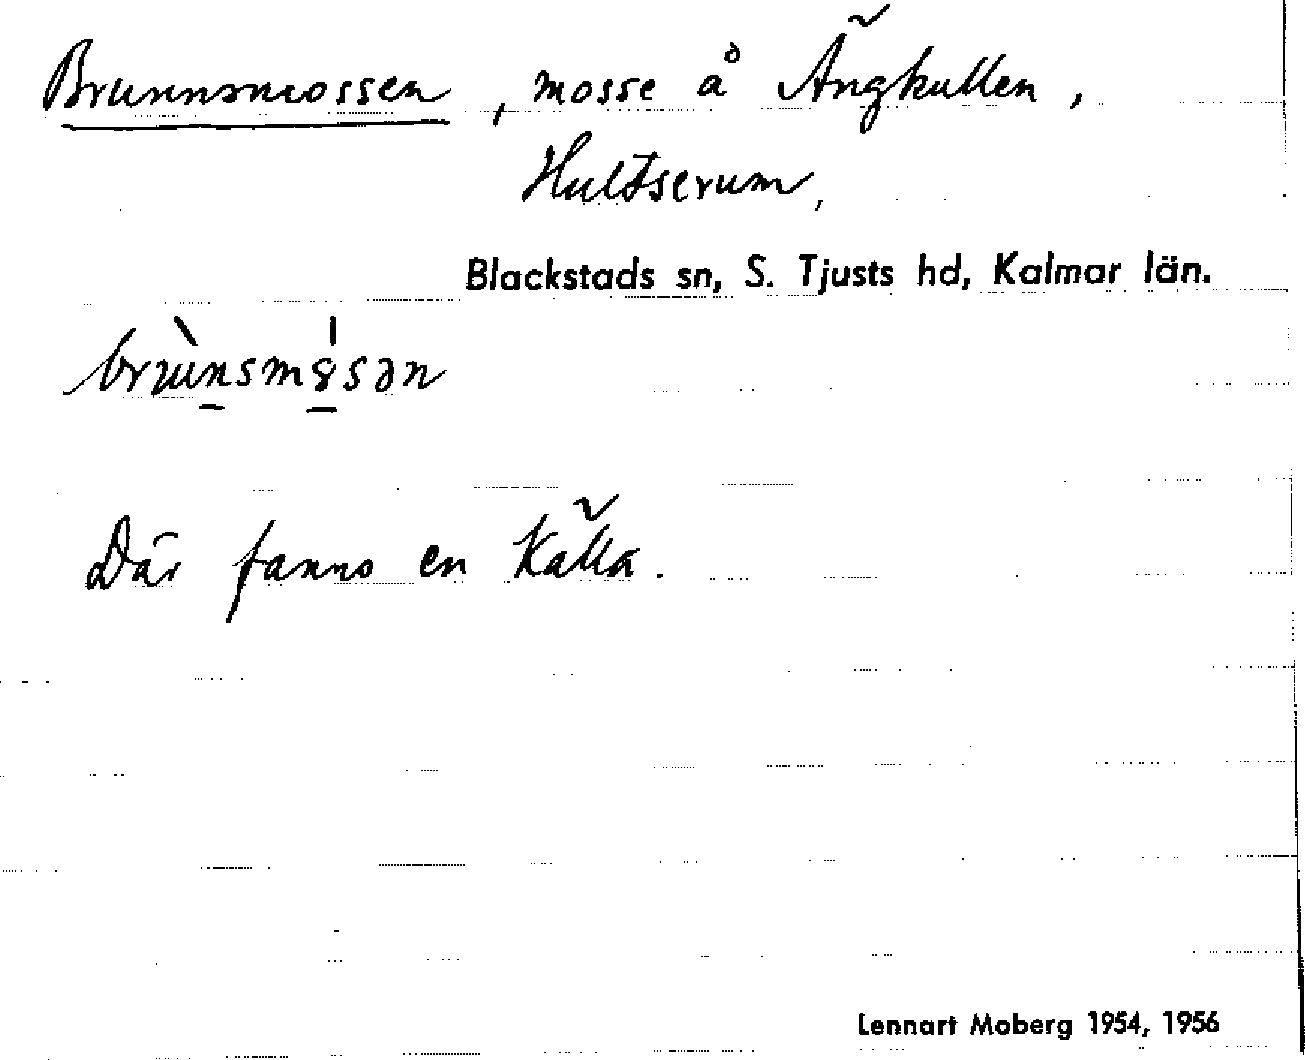 Brunnsmossen, mosse å Ängkullen,
Hultserum,
Blackstads sn, S. Tjusts hd, Kalmar län.
Där fanns en källa.
Lennart Moberg 1954, 1956